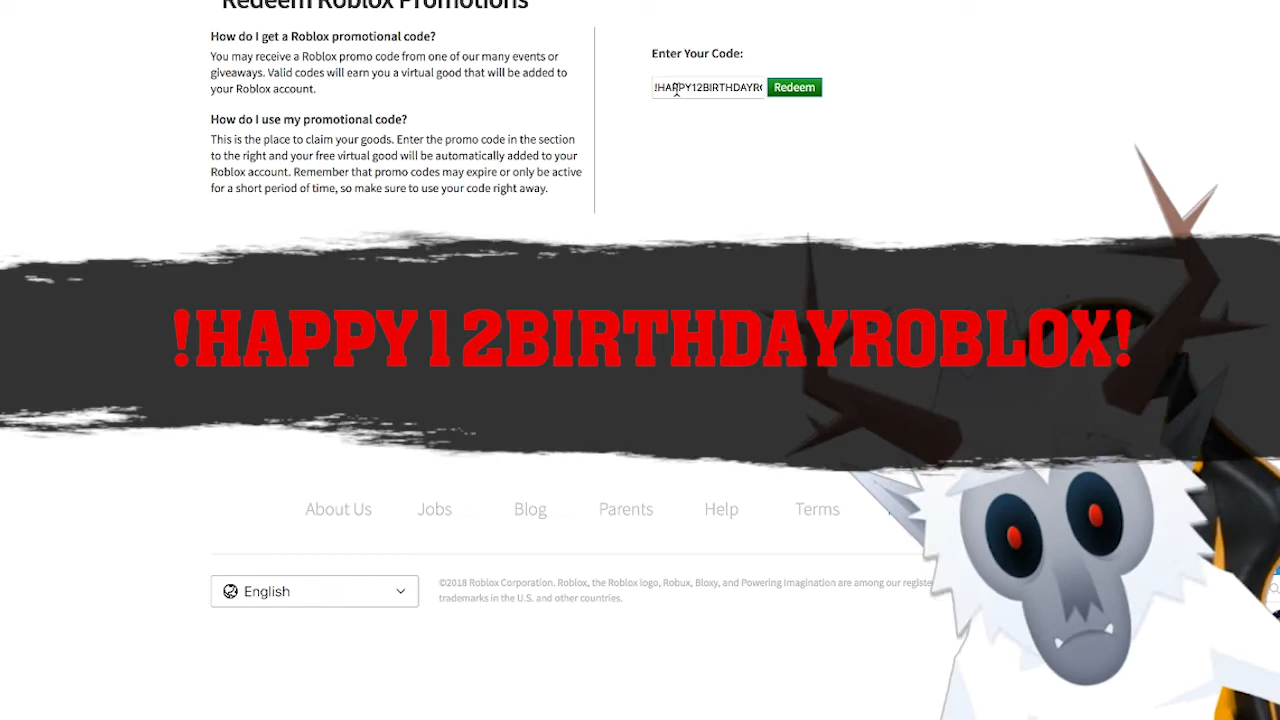 Redeem Roblox Promotions
How do I get a Roblox promotional code?
You may receive a Roblox promo code from one of our many events or
giveaways. Valid codes will earn you a virtual good that will be added to
your Roblox account.
How do I use my promotional code?
This is the place to claim your goods. Enter the promo code in the section
to the right and your free virtual good will be automatically added to your
Roblox account. Remember that promo codes may expire or only be active
for a short period of time, so make sure to use your code right away.
Enter Your Code:
!HAPPY12BIRTHDAYRO Redeem
!HAPPY12BIRTHDAYROBLOX!
About Us Jobs Blog Parents Help Terms
English
©2018 Roblox Corporation. Roblox, the Roblox logo, Robux, Bloxy, and Powering Imagination are among our registe
trademarks in the U.S. and other countries.